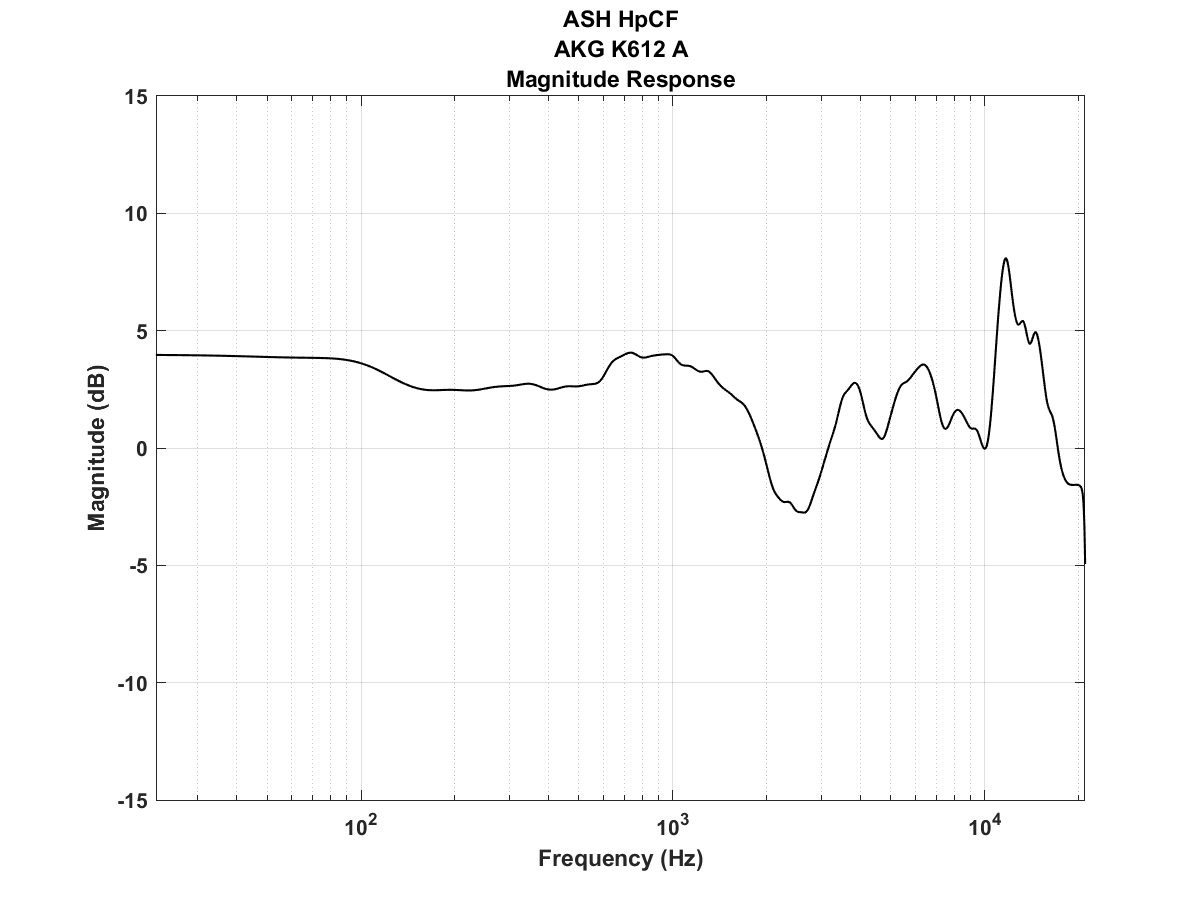 ASH HpCF
AKG K612 A
Magnitude Response
15
10
5
0
-5
-10
-15
Magnitude (dB)
10²
10³
10⁴
Frequency (Hz)